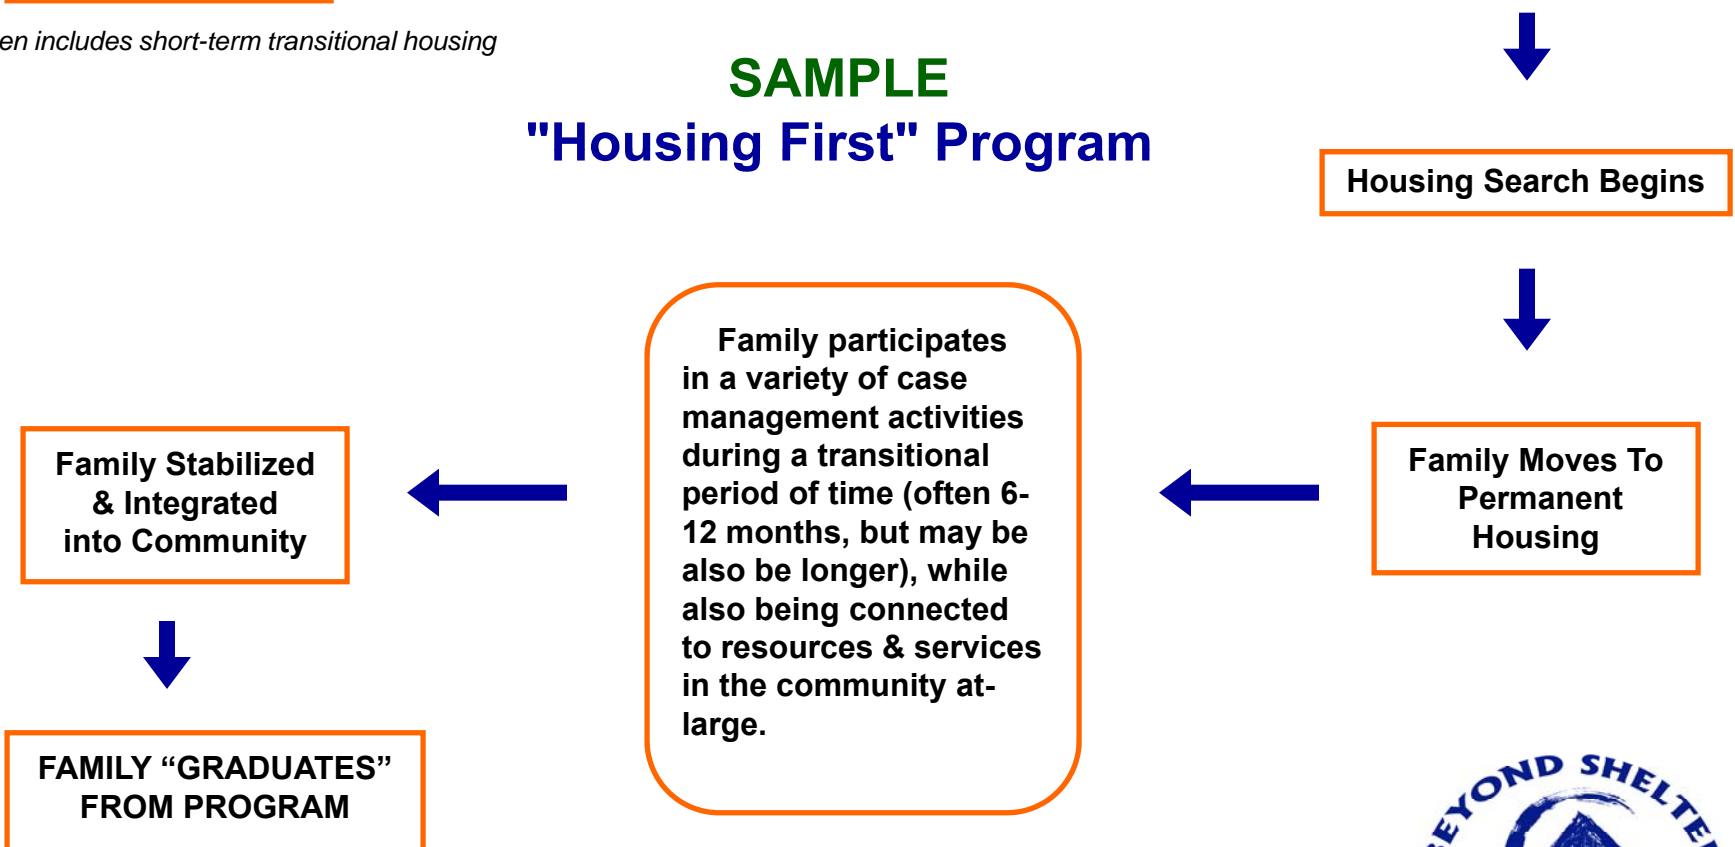 en includes short-term transitional housing
SAMPLE
"Housing First" Program
Housing Search Begins
Family Moves To
Permanent
Housing
Family participates
in a variety of case
management activities
during a transitional
period of time (often 6-
12 months, but may be
also be longer), while
also being connected
to resources & services
in the community at-
large.
Family Stabilized
& Integrated
into Community
FAMILY “GRADUATES”
FROM PROGRAM
BEYOND SHELTER